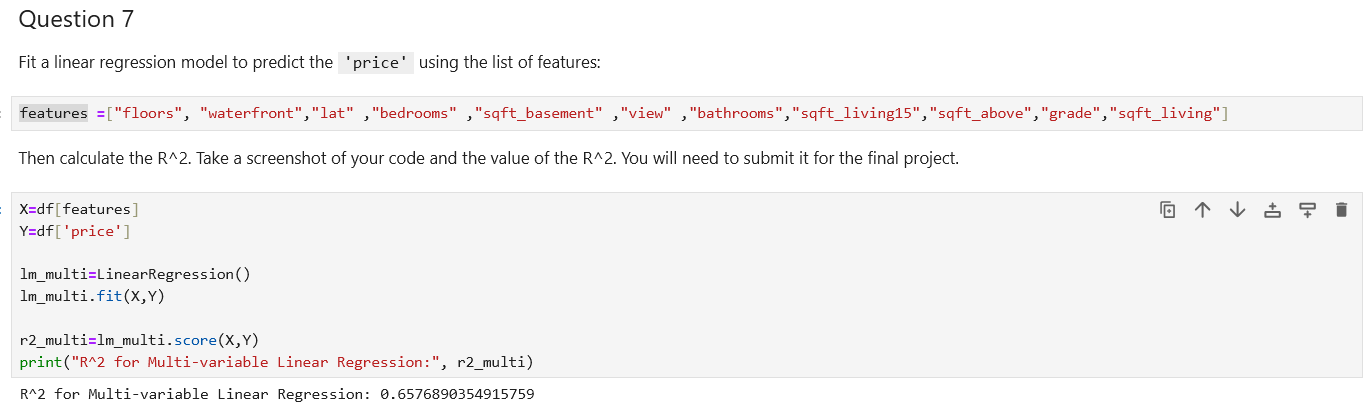 Question 7
Fit a linear regression model to predict the 'price' using the list of features:
features =["floors", "waterfront","lat" ,"bedrooms" ,"sqft_basement" ,"view" ,"bathrooms","sqft_living15","sqft_above","grade","sqft_living"]
Then calculate the R^2. Take a screenshot of your code and the value of the R^2. You will need to submit it for the final project.
X=df[features]
Y=df['price']
lm_multi=LinearRegression()
lm_multi.fit(X,Y)
r2_multi=lm_multi.score(X,Y)
print("R^2 for Multi-variable Linear Regression:", r2_multi)
R^2 for Multi-variable Linear Regression: 0.6576890354915759